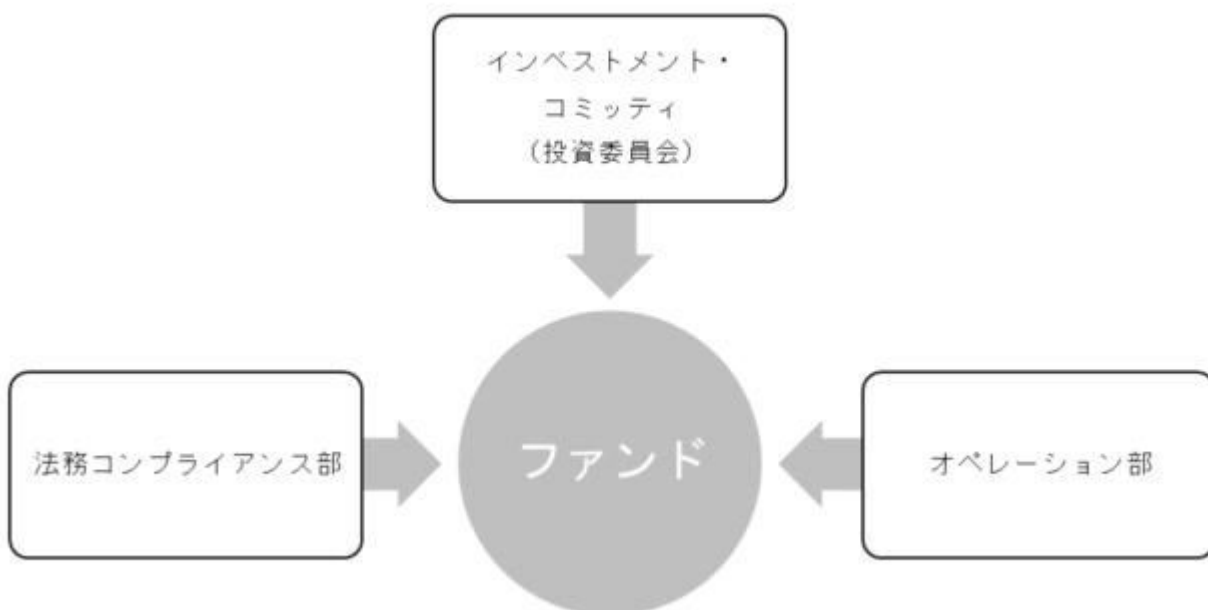 インベストメント・
コミッティ
（投資委員会）
法務コンプライアンス部
ファンド
オペレーション部